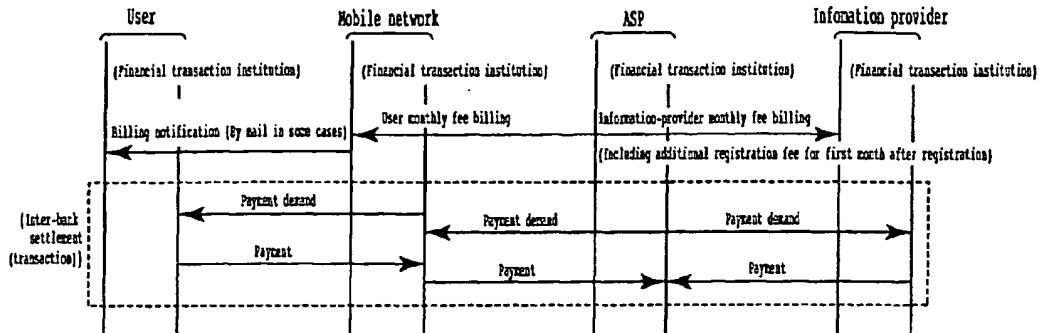 User
Mobile network
ASP
Infomation provider
(Financial transaction institution)
(Financial transaction institution)
(Financial transaction institution)
(Financial transaction institution)
User monthly fee billing
Information-provider monthly fee billing
Billing notification (By mail in some cases)
(Including additional registration fee for first month after registration)
Payment demand
Payment demand
Payment demand
(Inter-back
settlement
(transaction))
Payment
Payment
Payment